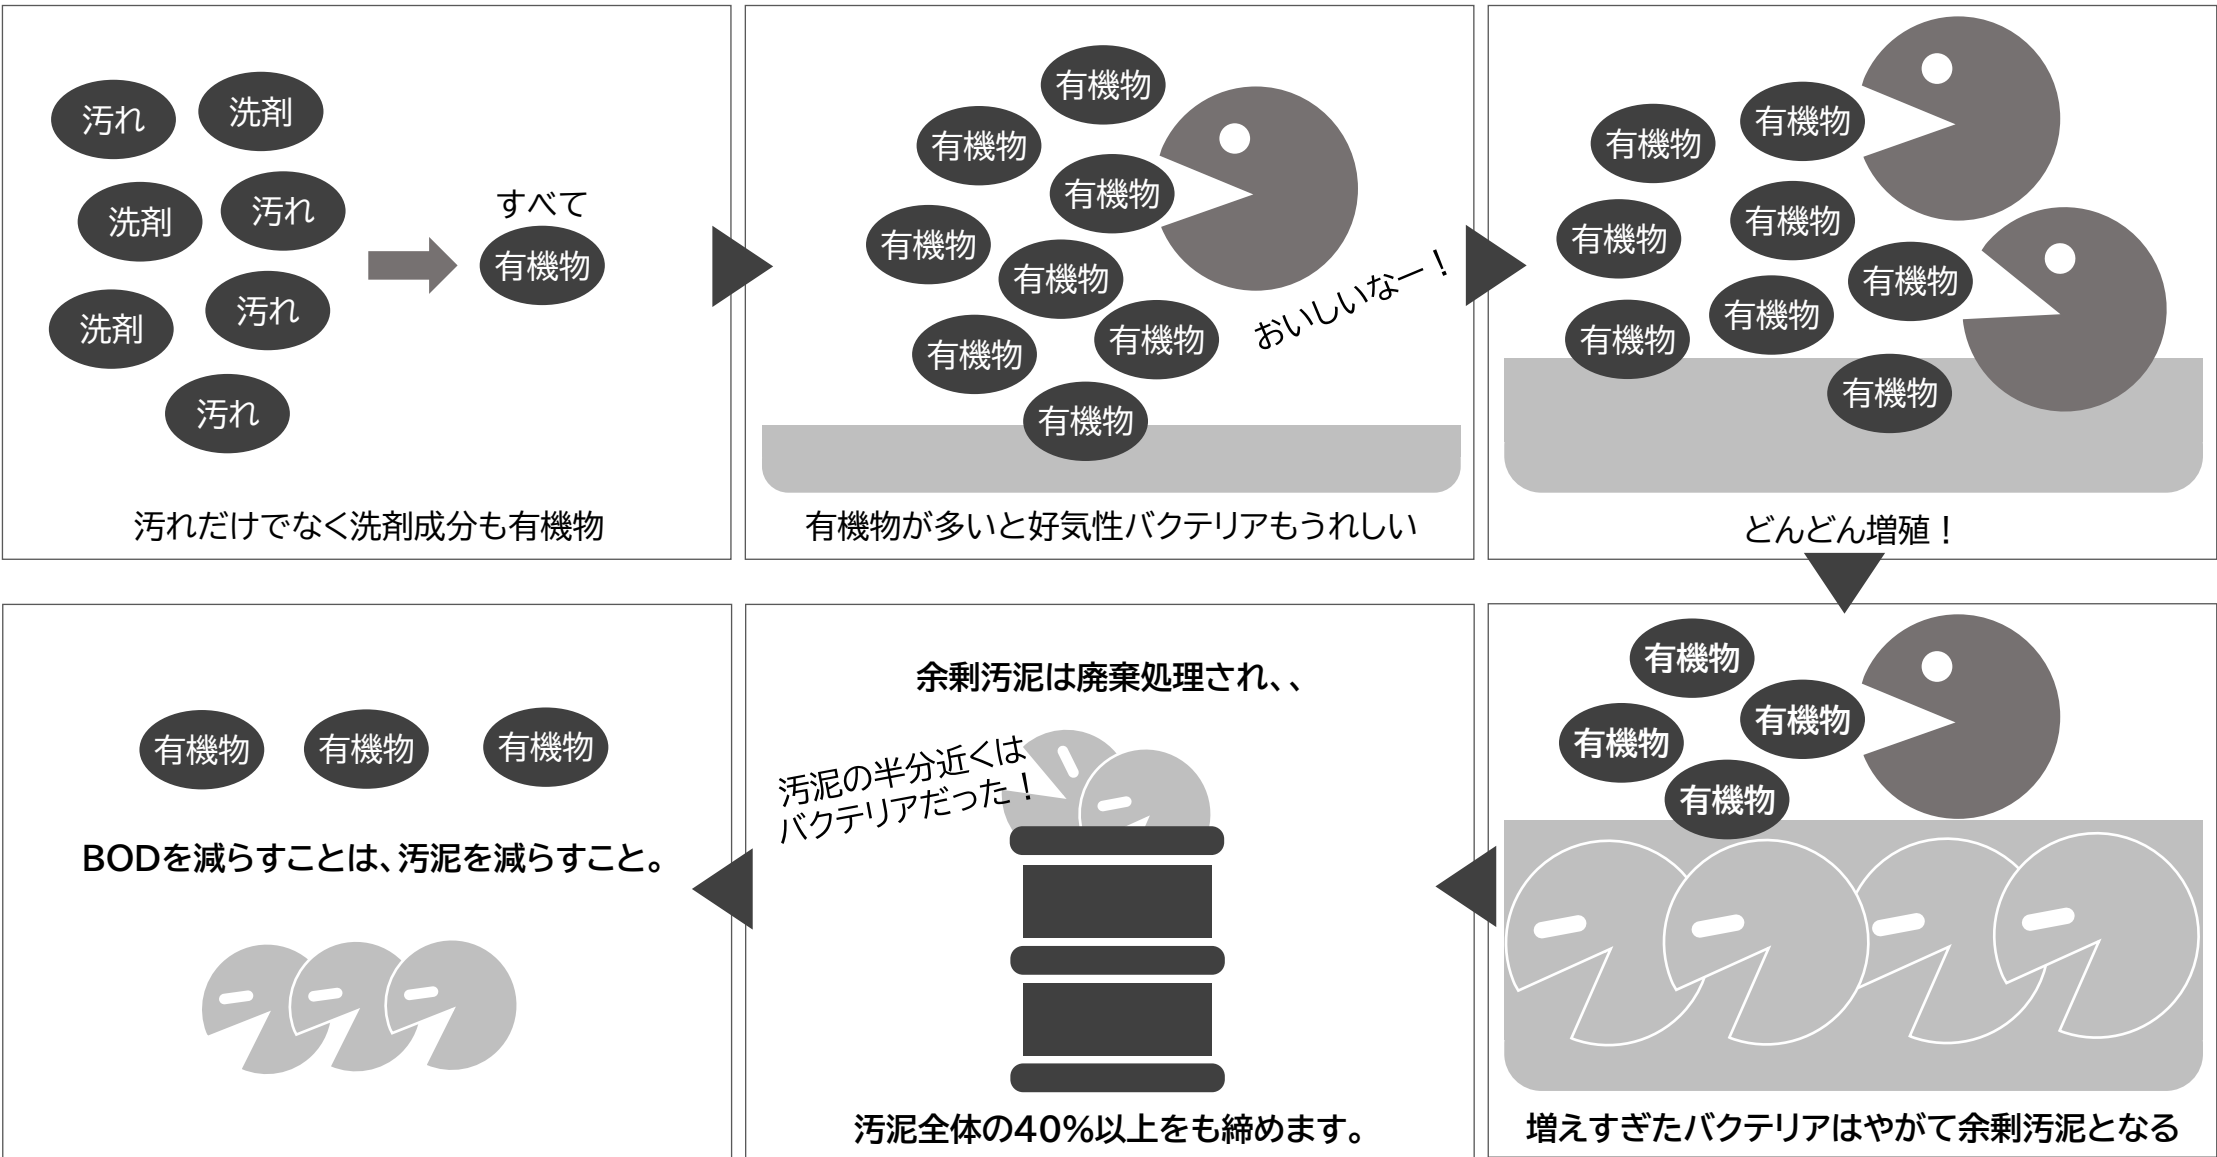 汚れ
洗剤
洗剤
汚れ
洗剤
汚れ
汚れ
すべて
有機物
汚れだけでなく洗剤成分も有機物
有機物
有機物
有機物
有機物
有機物
有機物
有機物
有機物
おいしいなー！
有機物が多いと好気性バクテリアもうれしい
有機物
有機物
有機物
有機物
有機物
有機物
有機物
有機物
どんどん増殖！
有機物
有機物
有機物
有機物
増えすぎたバクテリアはやがて余剰汚泥となる
余剰汚泥は廃棄処理され、、
汚泥の半分近くは
バクテリアだった！
汚泥全体の40%以上をも締めます。
有機物
有機物
有機物
BODを減らすことは、汚泥を減らすこと。